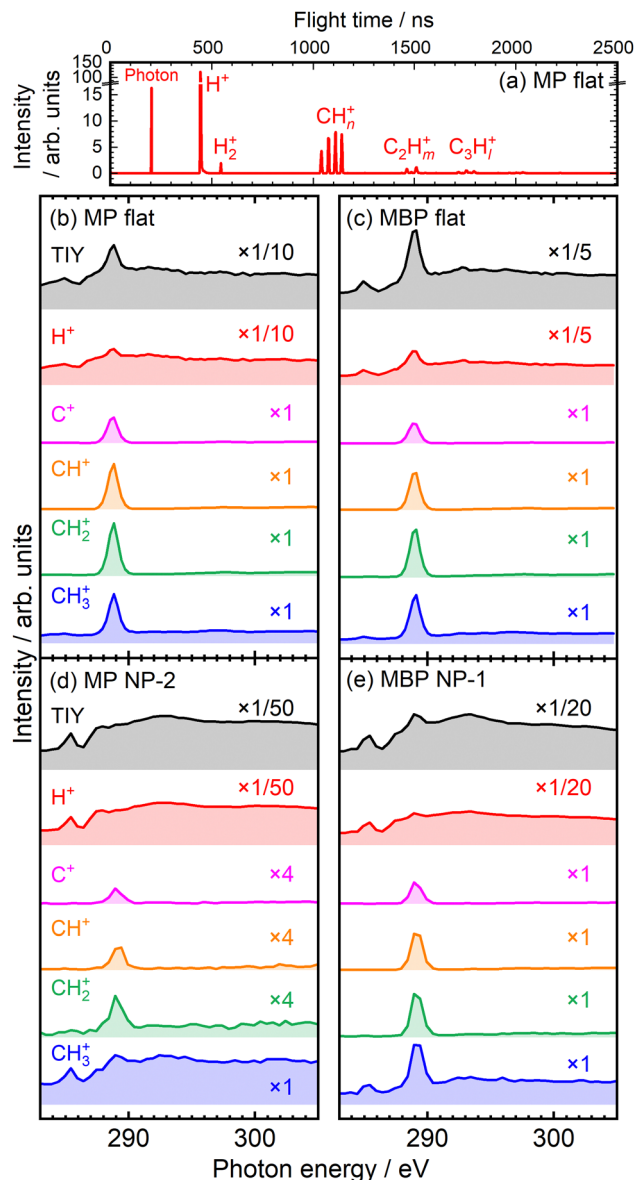 Flight time / ns
0 500 1000 1500 2000 2500
Intensity
/ arb. units
150
100
15
10
5
0
(a) MP flat
Photon
H⁺
H₂⁺
CHₙ⁺
C₂Hₘ⁺
C₃Hₗ⁺
Intensity / arb. units
(b) MP flat
TIY ×1/10
H⁺ ×1/10
C⁺ ×1
CH⁺ ×1
CH₂⁺ ×1
CH₃⁺ ×1
(c) MBP flat
×1/5
×1/5
×1
×1
×1
×1
(d) MP NP-2
TIY ×1/50
H⁺ ×1/50
C⁺ ×4
CH⁺ ×4
CH₂⁺ ×4
CH₃⁺ ×1
(e) MBP NP-1
×1/20
×1/20
×1
×1
×1
×1
290 300 290 300
Photon energy / eV